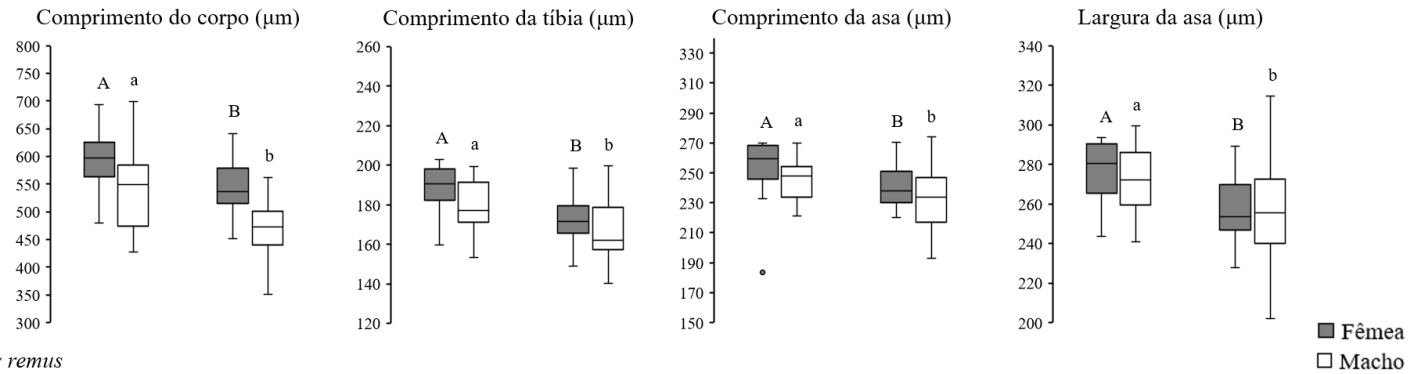 Comprimento do corpo (μm)
Comprimento da tíbia (μm)
Comprimento da asa (μm)
Largura da asa (μm)
800
750
700
650
600
550
500
450
400
350
300
A
a
B
b
260
240
220
200
180
160
140
120
A
a
B
b
330
310
290
270
250
230
210
190
170
150
A
a
B
b
340
320
300
280
260
240
220
200
A
a
B
b
Fêmea
Macho
remus